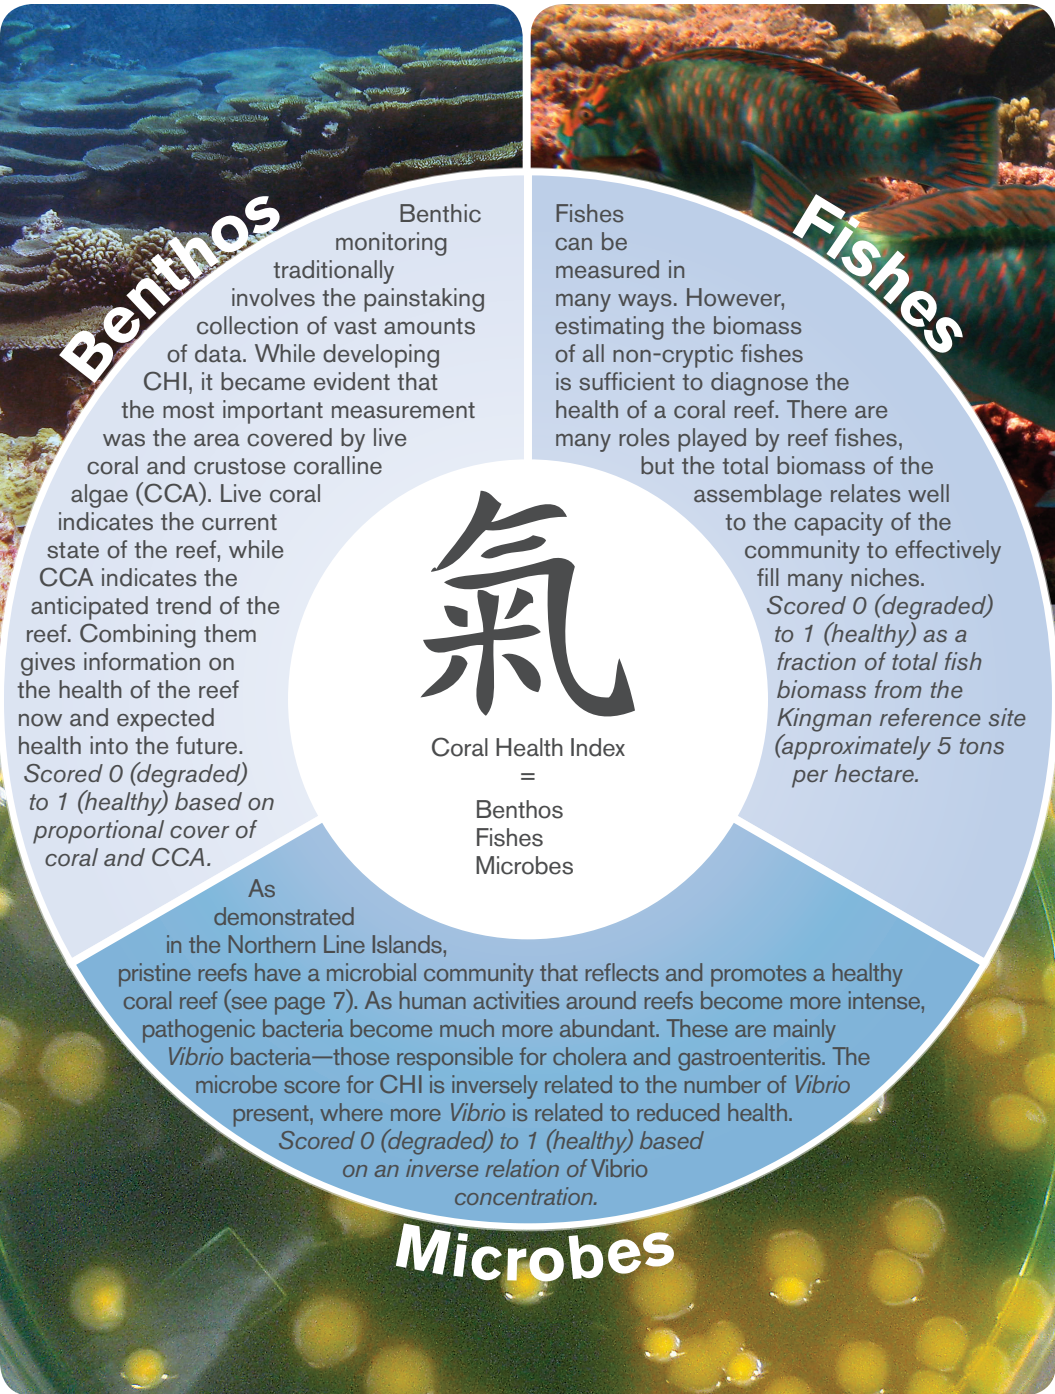 Benthos
Benthic
monitoring
traditionally
involves the painstaking
collection of vast amounts
of data. While developing
CHI, it became evident that
the most important measurement
was the area covered by live
coral and crustose coralline
algae (CCA). Live coral
indicates the current
state of the reef, while
CCA indicates the
anticipated trend of the
reef. Combining them
gives information on
the health of the reef
now and expected
health into the future.
Scored 0 (degraded)
to 1 (healthy) based on
proportional cover of
coral and CCA.
Fishes
Fishes
can be
measured in
many ways. However,
estimating the biomass
of all non-cryptic fishes
is sufficient to diagnose the
health of a coral reef. There are
many roles played by reef fishes,
but the total biomass of the
assemblage relates well
to the capacity of the
community to effectively
fill many niches.
Scored 0 (degraded)
to 1 (healthy) as a
fraction of total fish
biomass from the
Kingman reference site
(approximately 5 tons
per hectare.
氣
Coral Health Index
=
Benthos
Fishes
Microbes
As
demonstrated
in the Northern Line Islands,
pristine reefs have a microbial community that reflects and promotes a healthy
coral reef (see page 7). As human activities around reefs become more intense,
pathogenic bacteria become much more abundant. These are mainly
Vibrio bacteria—those responsible for cholera and gastroenteritis. The
microbe score for CHI is inversely related to the number of Vibrio
present, where more Vibrio is related to reduced health.
Scored 0 (degraded) to 1 (healthy) based
on an inverse relation of Vibrio
concentration.
Microbes